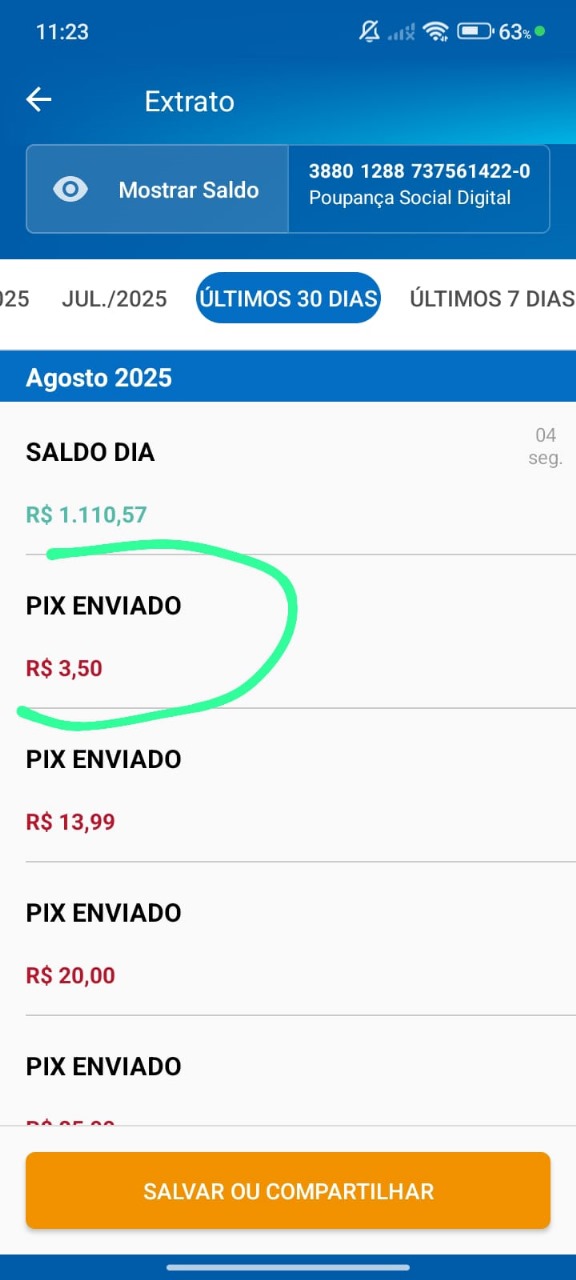 11:23
63%
Extrato
Mostrar Saldo
3880 1288 737561422-0
Poupança Social Digital
025
JUL./2025
ÚLTIMOS 30 DIAS
ÚLTIMOS 7 DIAS
Agosto 2025
SALDO DIA
04
seg.
R$ 1.110,57
PIX ENVIADO
R$ 3,50
PIX ENVIADO
R$ 13,99
PIX ENVIADO
R$ 20,00
PIX ENVIADO
SALVAR OU COMPARTILHAR